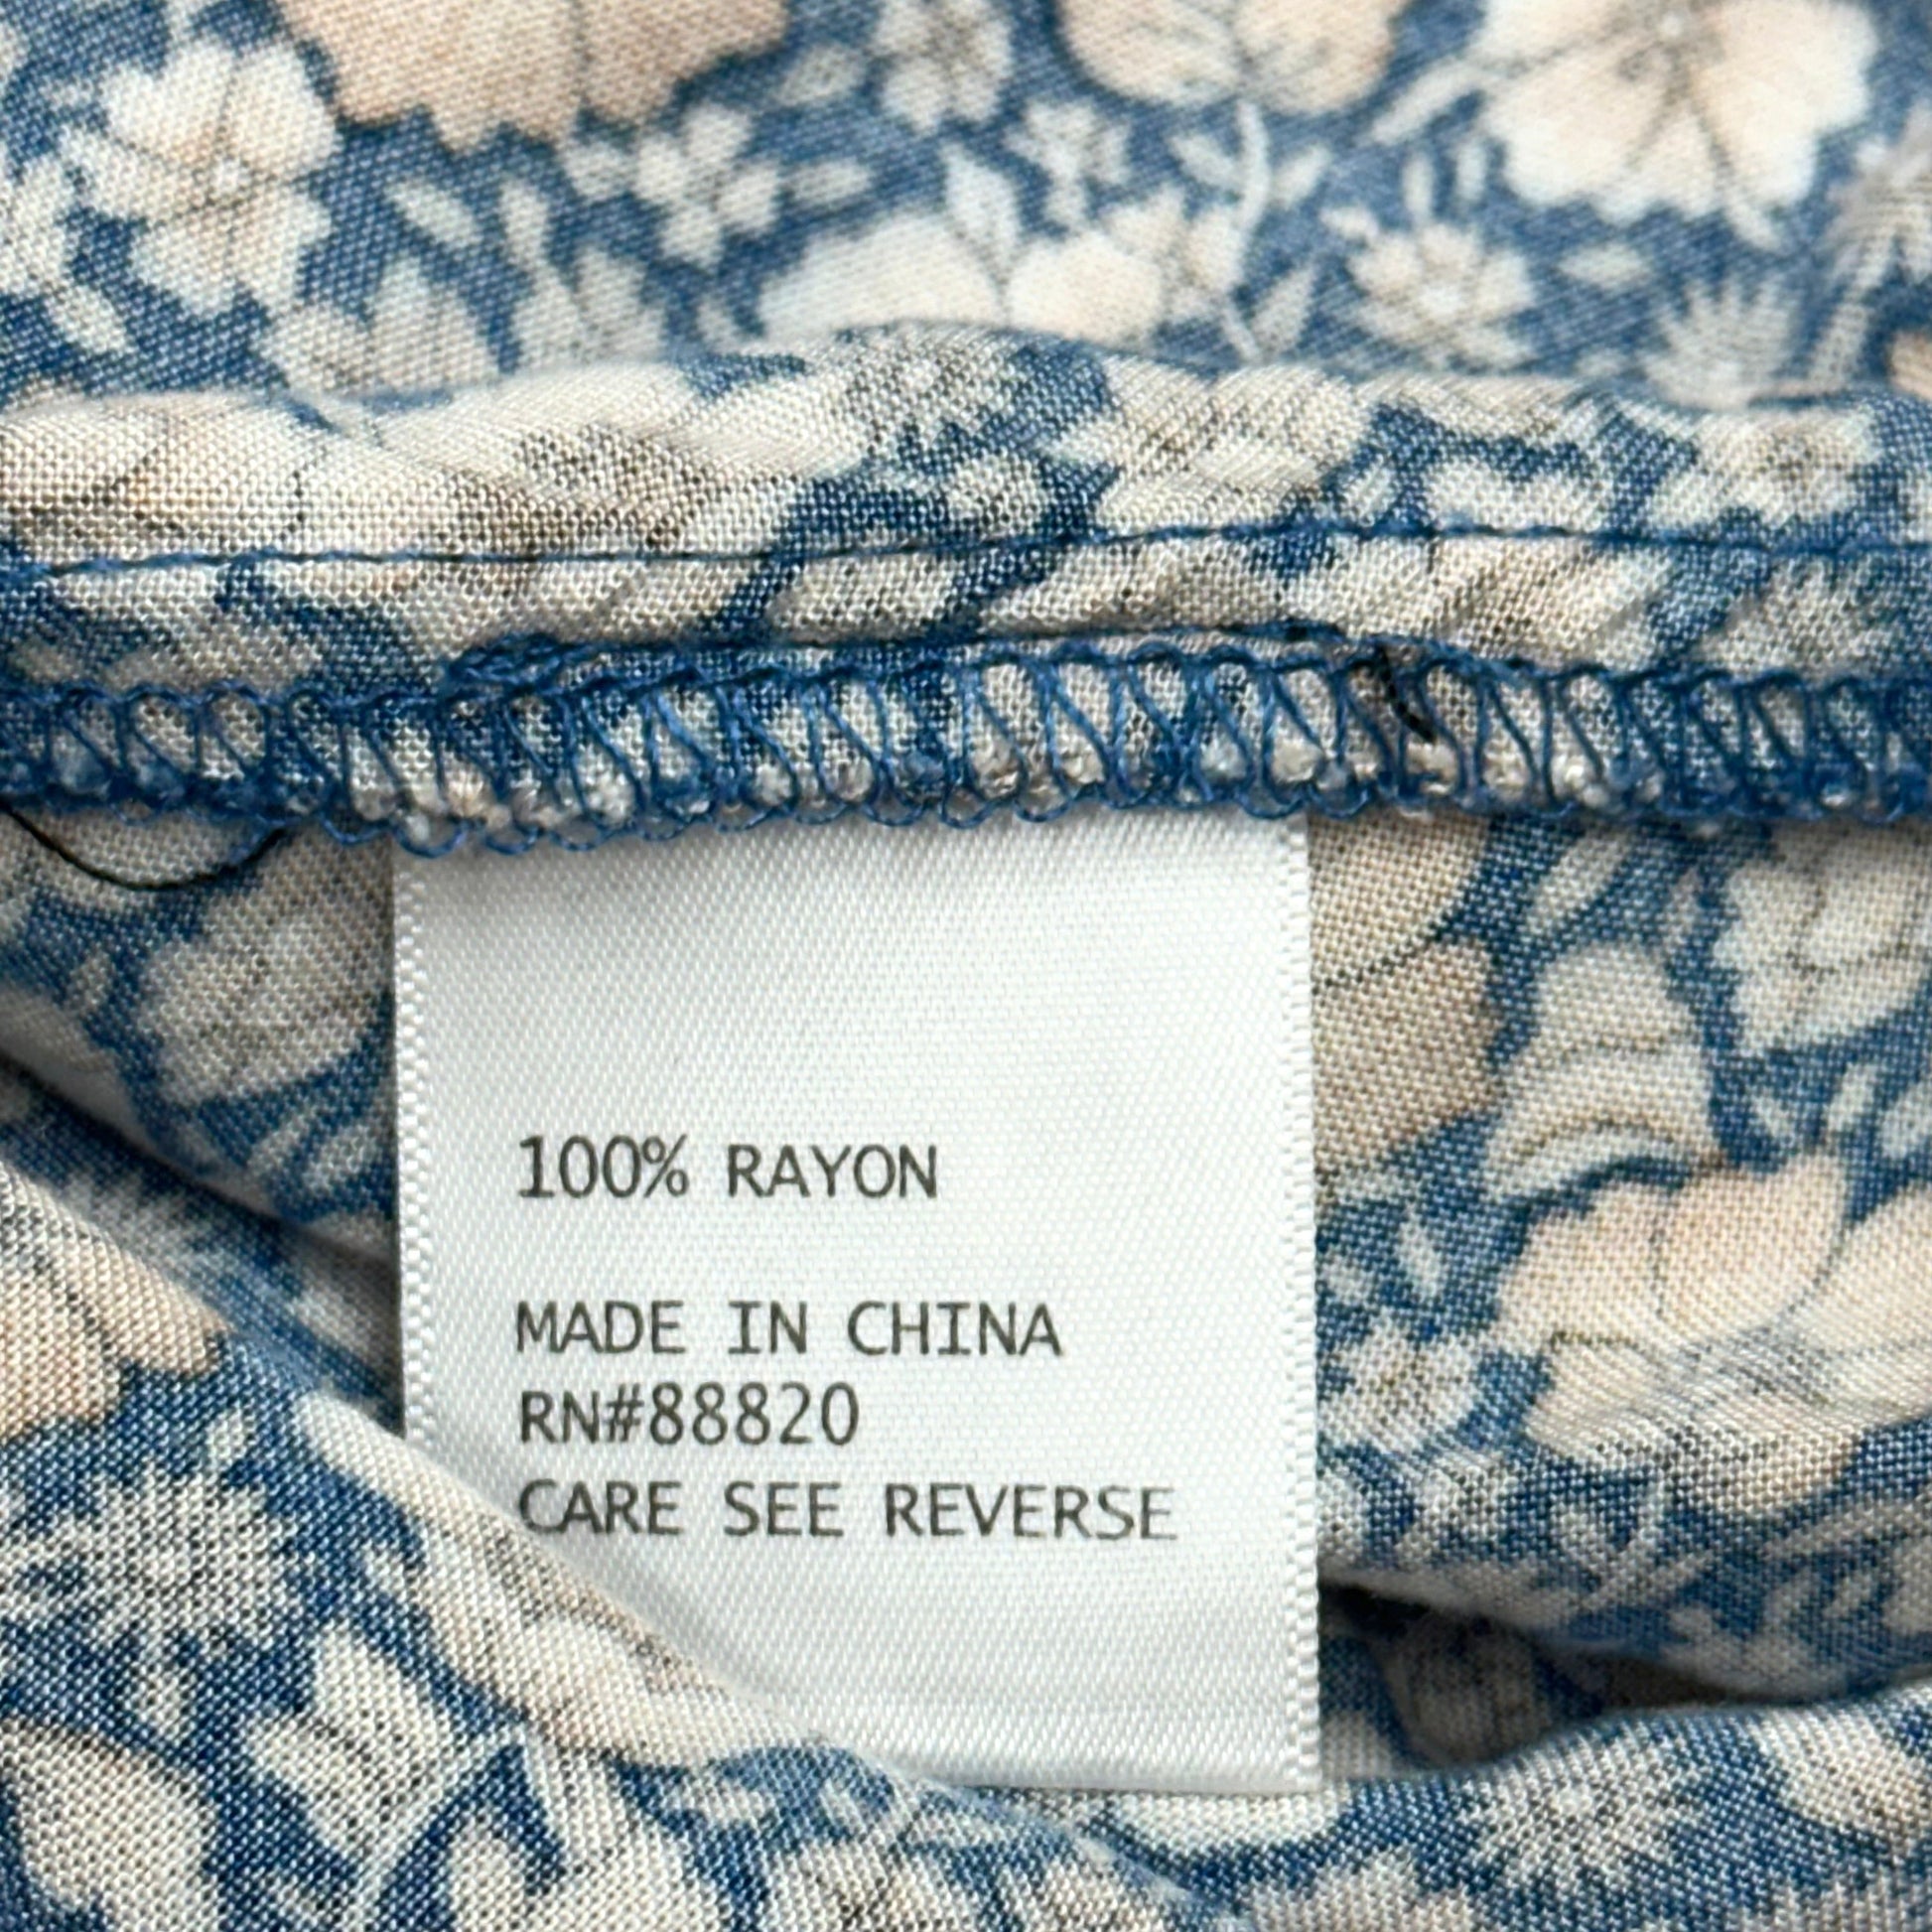 100% RAYON
MADE IN CHINA
RN#88820
CARE SEE REVERSE